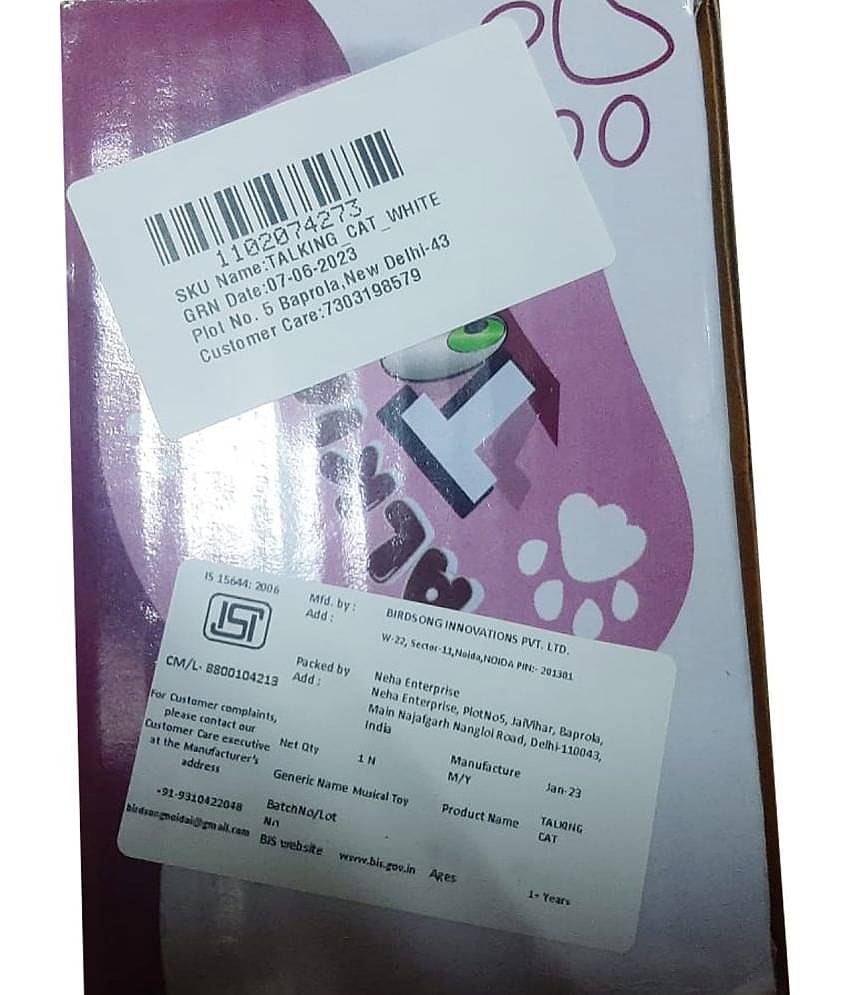 1102074273
SKU Name:TALKING_CAT_WHITE
GRN Date:07-06-2023
Plot No. 5 Baprola,New Delhi-43
Customer Care:7303198579
IS 15644: 2006
ISI
CM/L- 8800104213
For Customer complaints,
please contact our
Customer Care executive
at the Manufacturer's
address
+91-9310422048
birdsongnoida@gmail.com
Mfd. by : BIRDSONG INNOVATIONS PVT. LTD.
Add : W-22, Sector-11,Noida,NOIDA PIN:- 201301
Packed by Neha Enterprise
Add : Neha Enterprise, PlotNo5, JaiVihar, Baprola,
Main Najafgarh Nangloi Road, Delhi-110043,
India
Net Qty 1 N
Manufacture
M/Y Jan-23
Generic Name Musical Toy
Product Name TALKING
CAT
BatchNo/Lot
No
BIS website www.bis.gov.in Ages 1+ Years